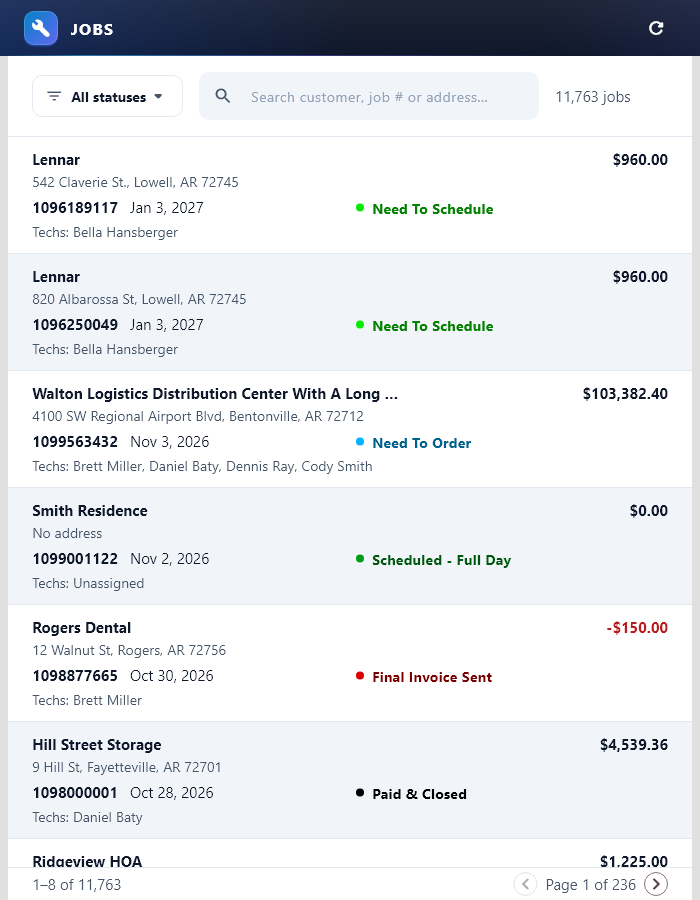 JOBS
All statuses
Search customer, job # or address...
11,763 jobs
Lennar
$960.00
542 Claverie St., Lowell, AR 72745
1096189117 Jan 3, 2027
Need To Schedule
Techs: Bella Hansberger
Lennar
$960.00
820 Albarossa St, Lowell, AR 72745
1096250049 Jan 3, 2027
Need To Schedule
Techs: Bella Hansberger
Walton Logistics Distribution Center With A Long ...
$103,382.40
4100 SW Regional Airport Blvd, Bentonville, AR 72712
1099563432 Nov 3, 2026
Need To Order
Techs: Brett Miller, Daniel Baty, Dennis Ray, Cody Smith
Smith Residence
$0.00
No address
1099001122 Nov 2, 2026
Scheduled - Full Day
Techs: Unassigned
Rogers Dental
-$150.00
12 Walnut St, Rogers, AR 72756
1098877665 Oct 30, 2026
Final Invoice Sent
Techs: Brett Miller
Hill Street Storage
$4,539.36
9 Hill St, Fayetteville, AR 72701
1098000001 Oct 28, 2026
Paid & Closed
Techs: Daniel Baty
Ridgeview HOA
$1,225.00
1–8 of 11,763
Page 1 of 236